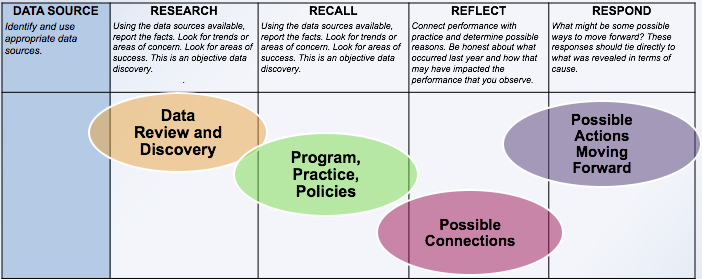 DATA SOURCE
Identify and use
appropriate data
sources.
RESEARCH
Using the data sources available,
report the facts. Look for trends or
areas of concern. Look for areas of
success. This is an objective data
discovery.
.
RECALL
Using the data sources available,
report the facts. Look for trends or
areas of concern. Look for areas of
success. This is an objective data
discovery.
REFLECT
Connect performance with
practice and determine possible
reasons. Be honest about what
occurred last year and how that
may have impacted the
performance that you observe.
RESPOND
What might be some possible
ways to move forward? These
responses should tie directly to
what was revealed in terms of
cause.
Data
Review and
Discovery
Program,
Practice,
Policies
Possible
Connections
Possible
Actions
Moving
Forward